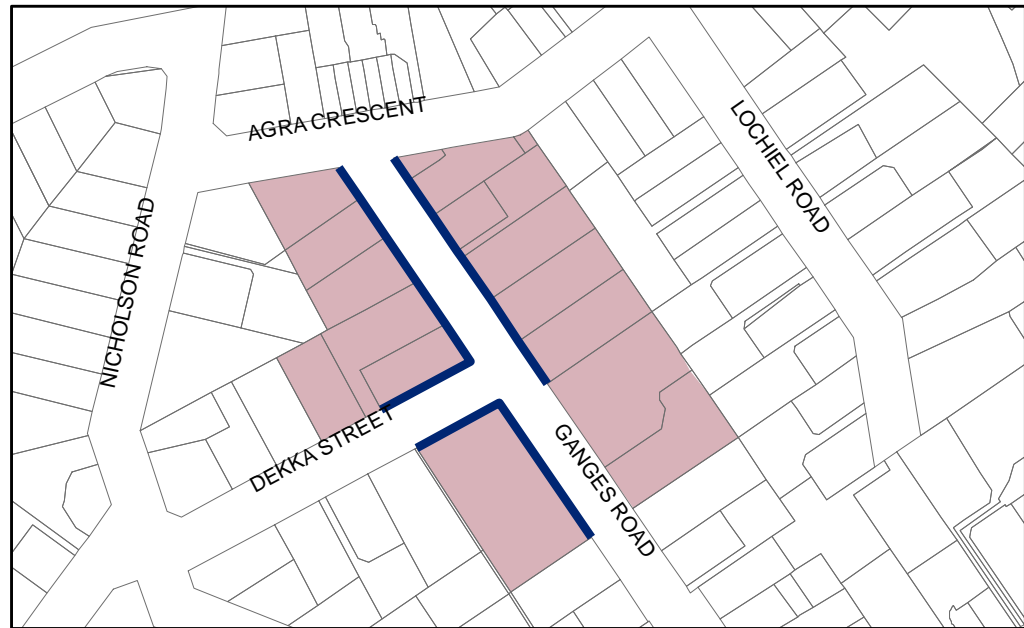 AGRA CRESCENT
LOCHIEL ROAD
NICHOLSON ROAD
DEKKA STREET
GANGES ROAD